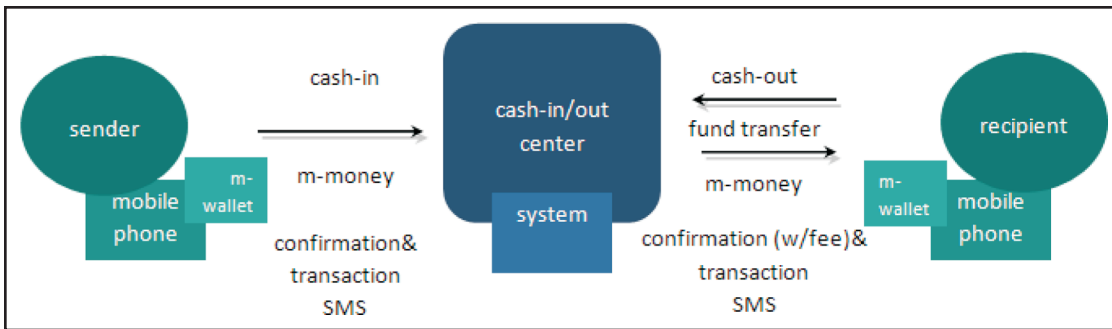 sender
m-
wallet
mobile
phone
cash-in
m-money
confirmation&
transaction
SMS
cash-in/out
center
system
cash-out
fund transfer
m-money
confirmation (w/fee)&
transaction
SMS
recipient
m-
wallet
mobile
phone